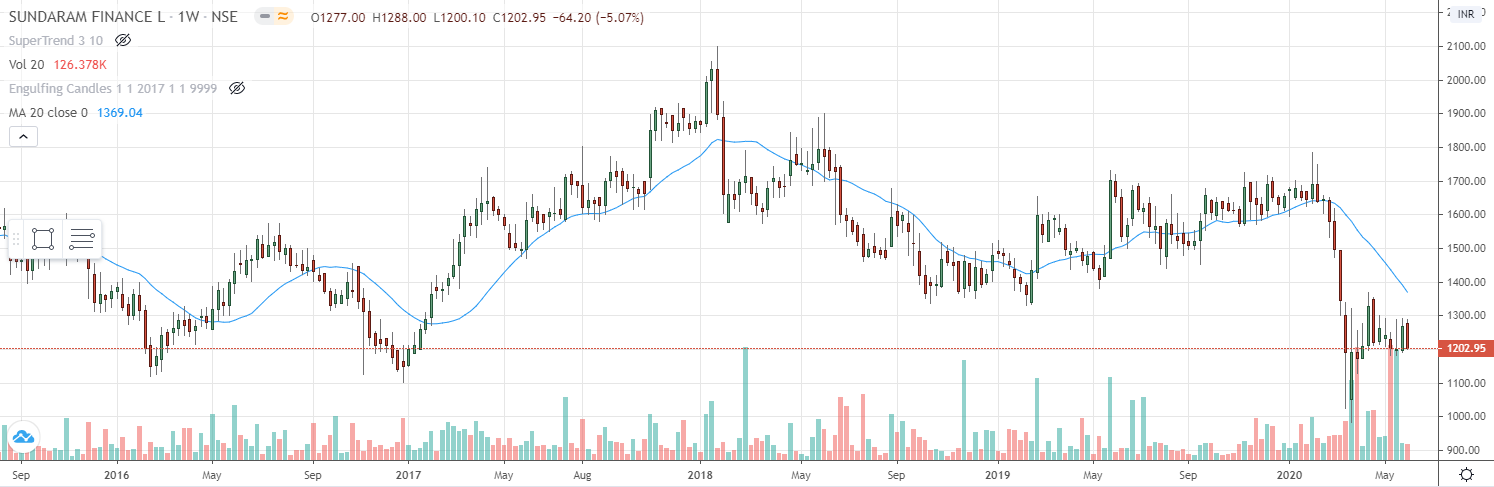 SUNDARAM FINANCE L · 1W · NSE O1277.00 H1288.00 L1200.10 C1202.95 −64.20 (−5.07%)
SuperTrend 3 10
Vol 20 126.378K
Engulfing Candles 1 1 2017 1 1 9999
MA 20 close 0 1369.04
INR
2100.00
2000.00
1900.00
1800.00
1700.00
1600.00
1500.00
1400.00
1300.00
1202.95
1100.00
1000.00
900.00
Sep 2016 May Sep 2017 May Aug 2018 May Sep 2019 May Sep 2020 May